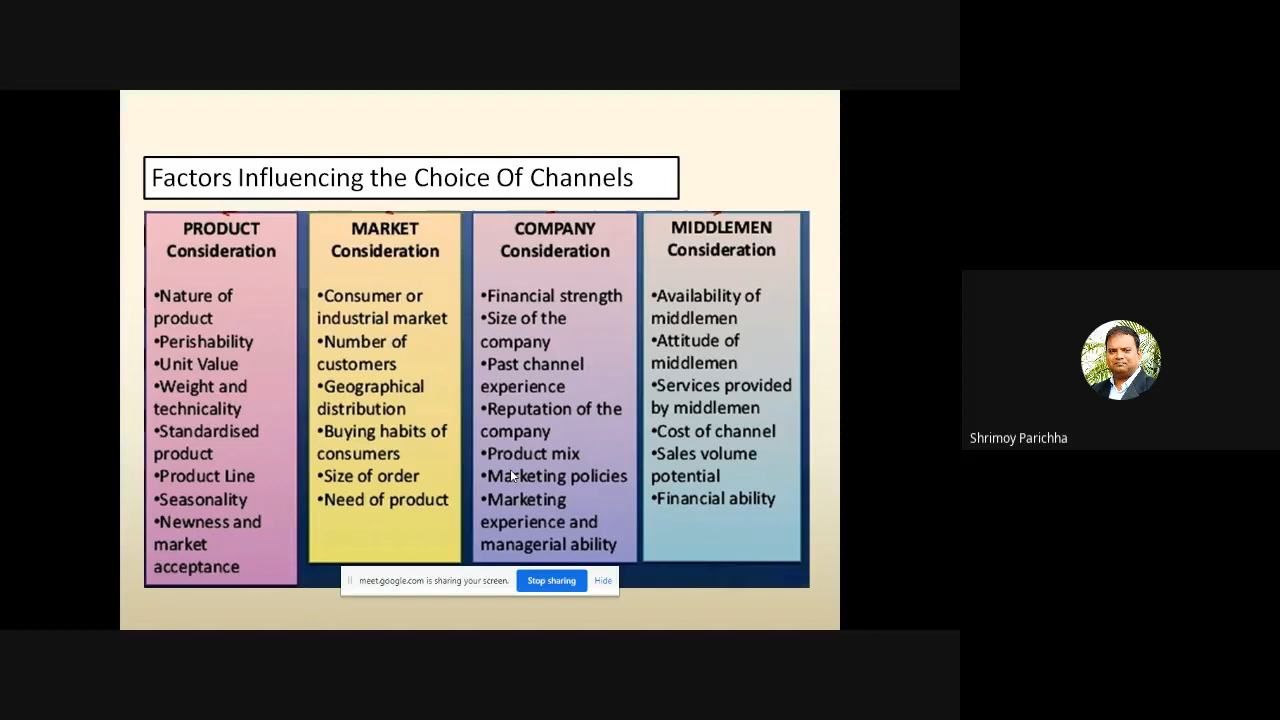 Factors Influencing the Choice Of Channels
PRODUCT
Consideration
•Nature of
product
•Perishability
•Unit Value
•Weight and
technicality
•Standardised
product
•Product Line
•Seasonality
•Newness and
market
acceptance
MARKET
Consideration
•Consumer or
industrial market
•Number of
customers
•Geographical
distribution
•Buying habits of
consumers
•Size of order
•Need of product
COMPANY
Consideration
•Financial strength
•Size of the
company
•Past channel
experience
•Reputation of the
company
•Product mix
•Marketing policies
•Marketing
experience and
managerial ability
MIDDLEMEN
Consideration
•Availability of
middlemen
•Attitude of
middlemen
•Services provided
by middlemen
•Cost of channel
•Sales volume
potential
•Financial ability
meet.google.com is sharing your screen.
Stop sharing
Hide
Shrimoy Parichha